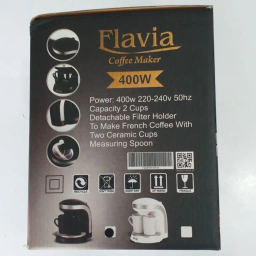 Flavia
Coffee Maker
400W
Power: 400w 220-240v 50hz
Capacity 2 Cups
Detachable Filter Holder
To Make French Coffee With
Two Ceramic Cups
Measuring Spoon